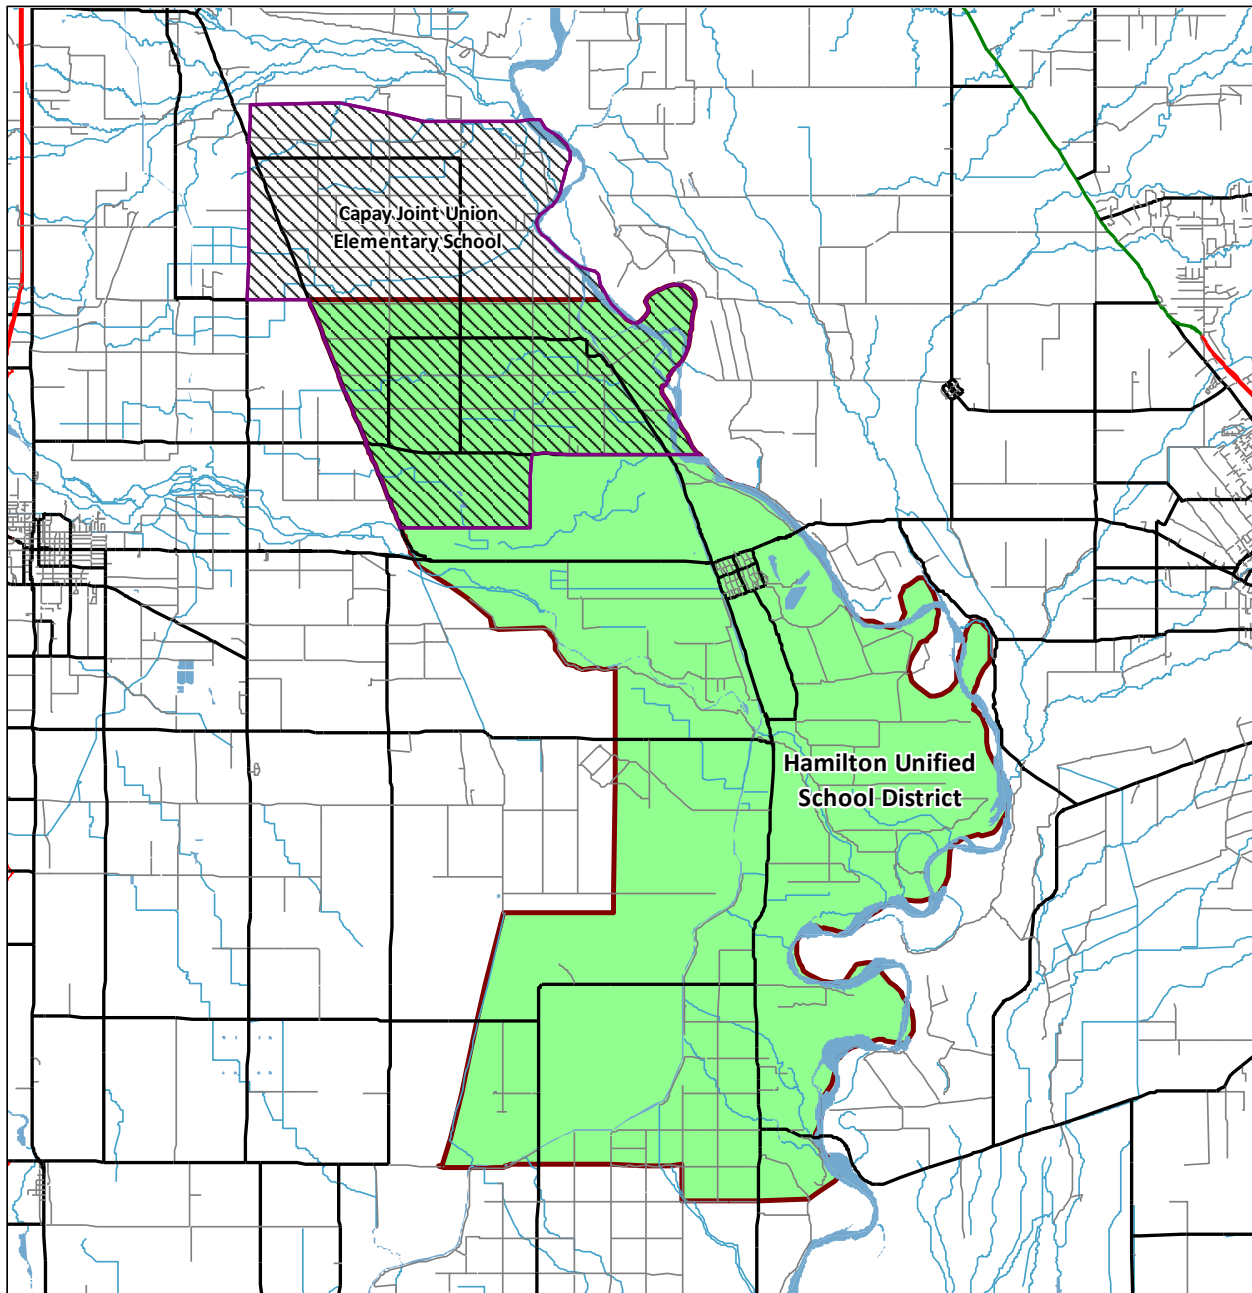 Capay Joint Union
Elementary School
Hamilton Unified
School District